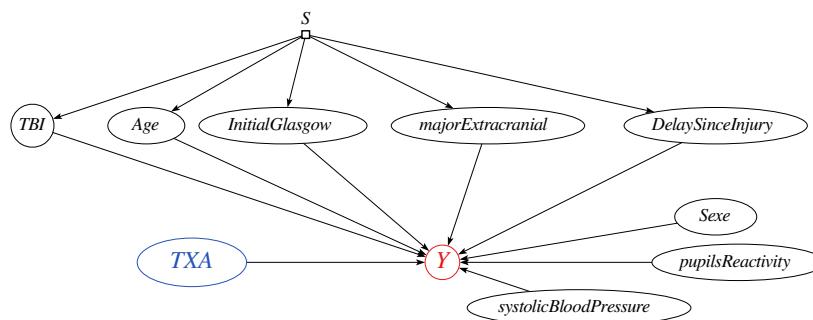 S
TBI
Age
InitialGlasgow
majorExtracranial
DelaySinceInjury
Sexe
TXA
Y
pupilsReactivity
systolicBloodPressure